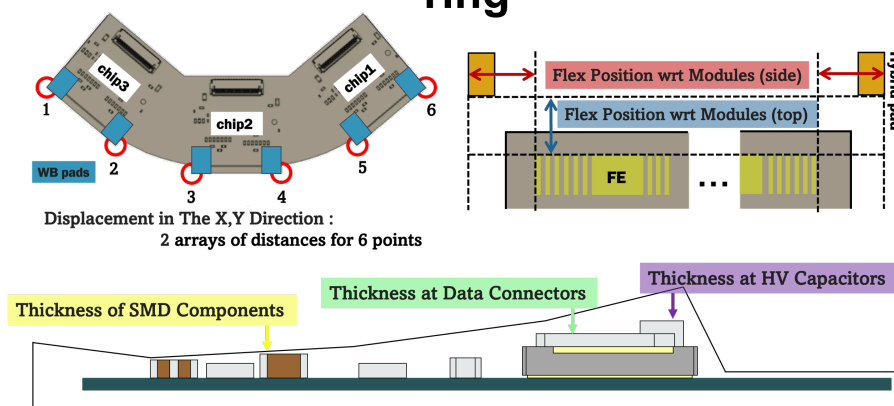 chip3
chip1
chip2
1
2
3
4
5
6
WB pads
Displacement in The X,Y Direction :
2 arrays of distances for 6 points
Flex Position wrt Modules (side)
Flex Position wrt Modules (top)
FE
...
Thickness at HV Capacitors
Thickness at Data Connectors
Thickness of SMD Components